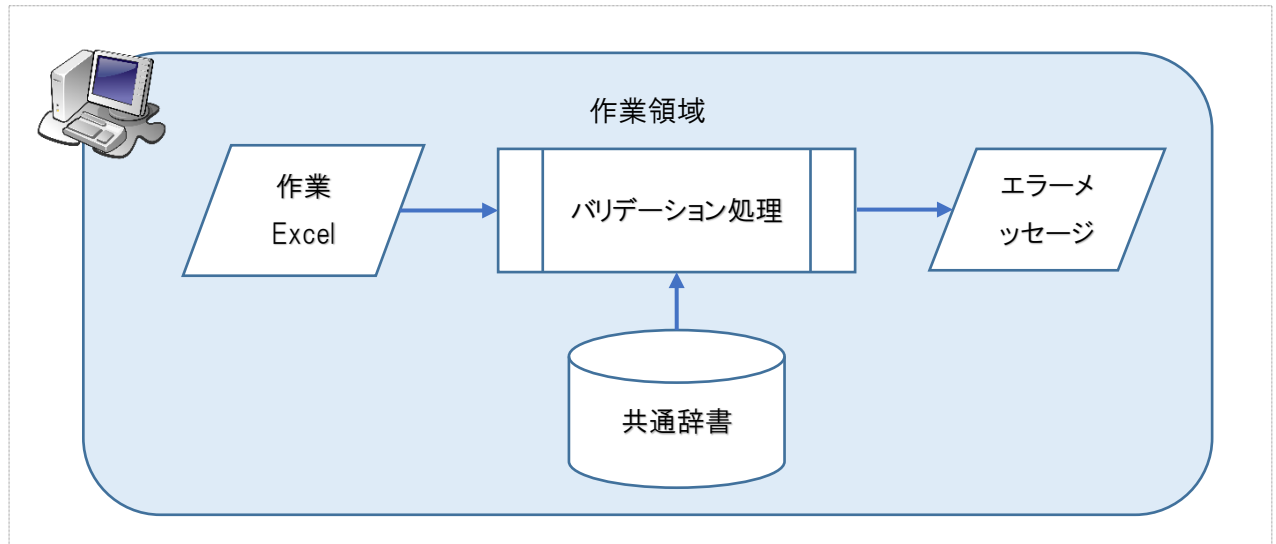 作業領域
作業
Excel
バリデーション処理
エラーメ
ッセージ
共通辞書